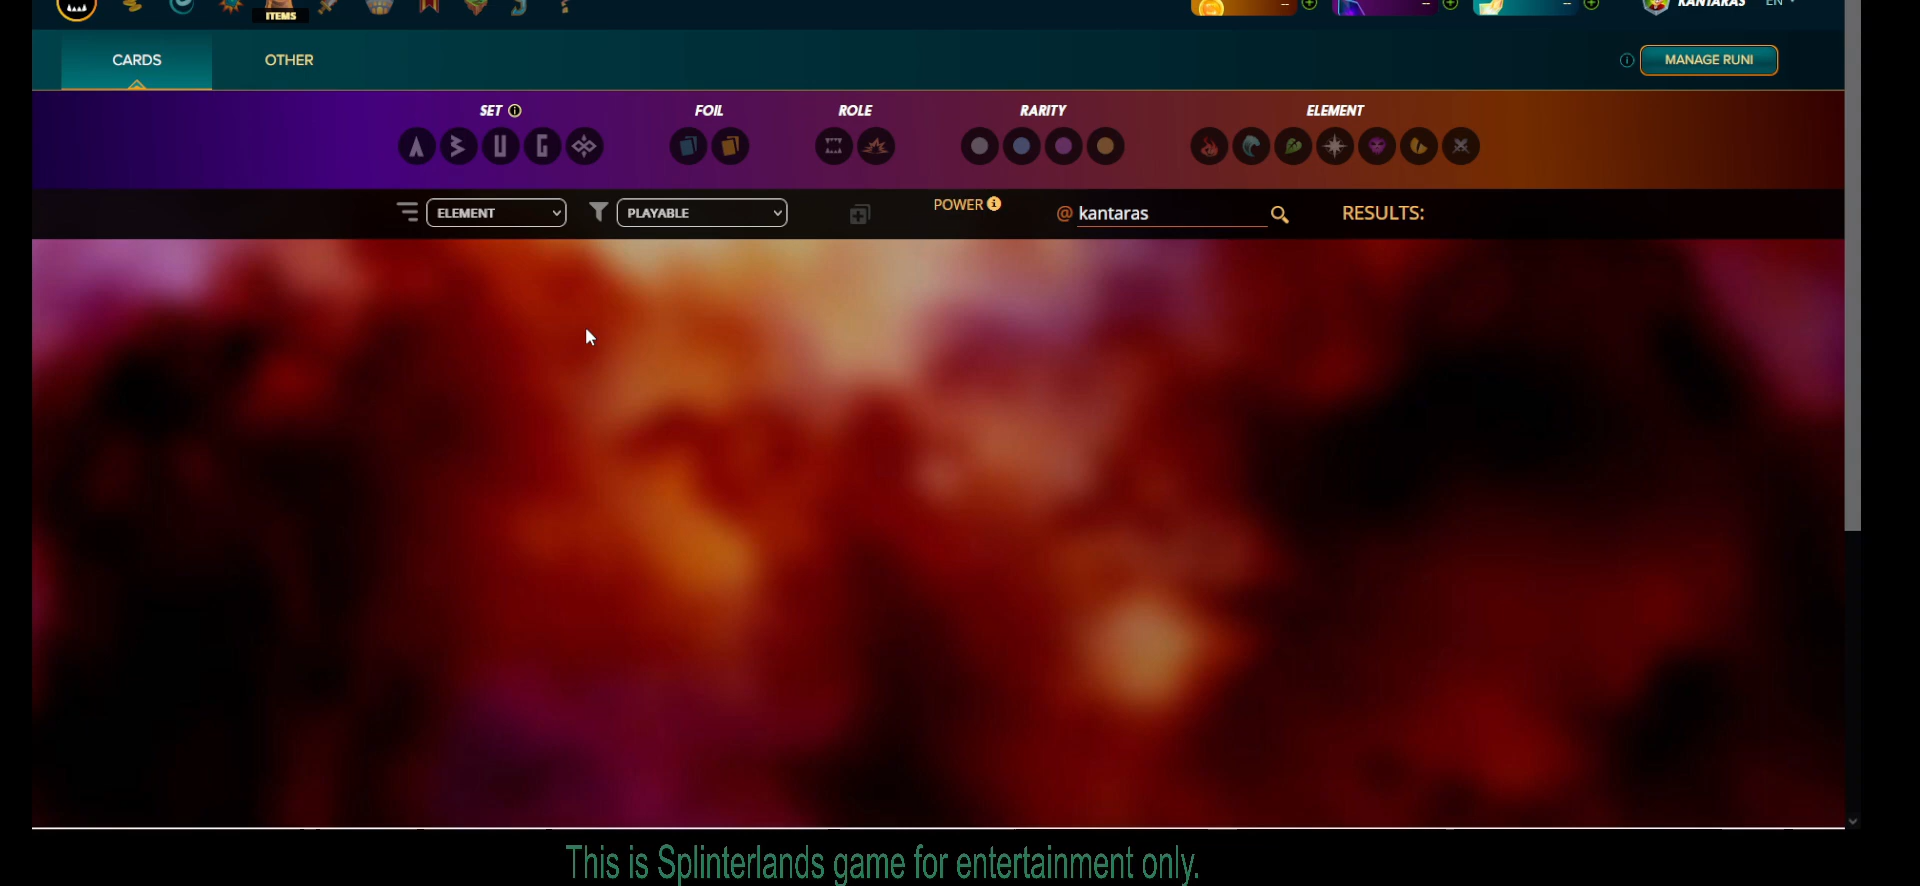 ITEMS
-- -- -- KANTARAS EN
CARDS OTHER MANAGE RUNI
SET FOIL ROLE RARITY ELEMENT
ELEMENT PLAYABLE POWER @ kantaras RESULTS:
This is Splinterlands game for entertainment only.